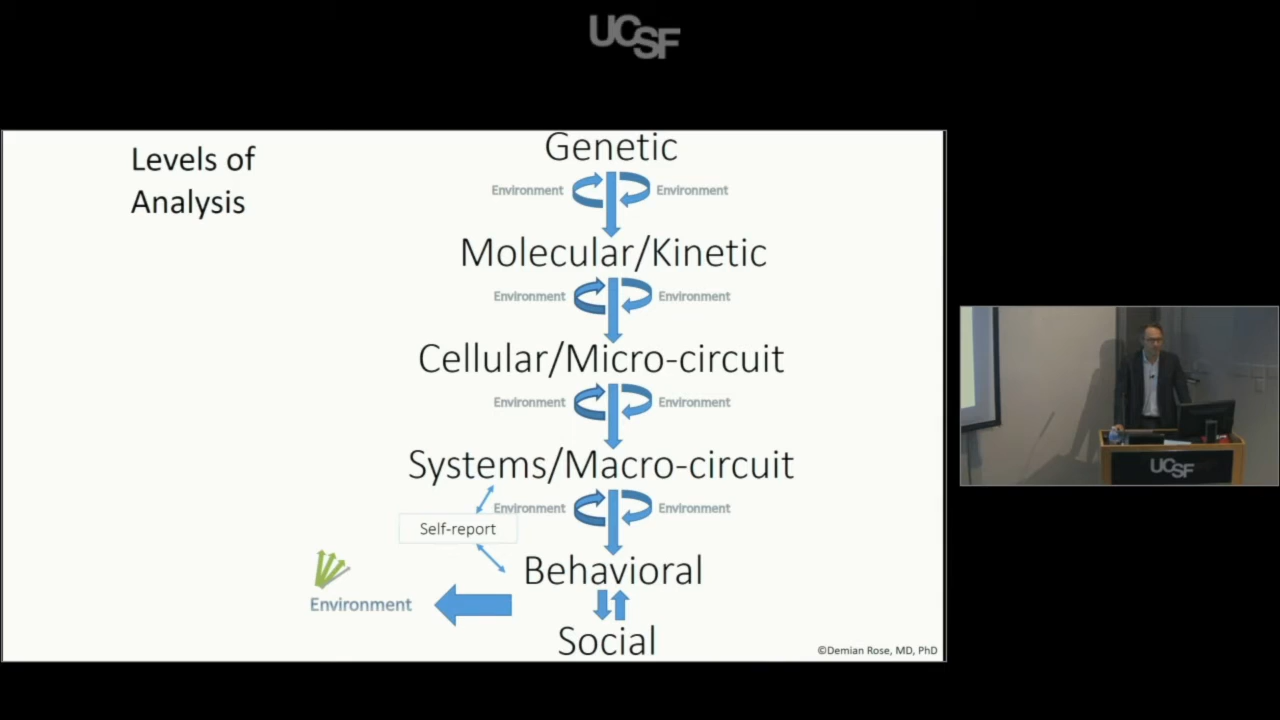 UCSF
Levels of
Analysis
Genetic
Environment Environment
Molecular/Kinetic
Environment Environment
Cellular/Micro-circuit
Environment Environment
Systems/Macro-circuit
Environment Environment
Self-report
Behavioral
Environment
Social
©Demian Rose, MD, PhD
UCSF